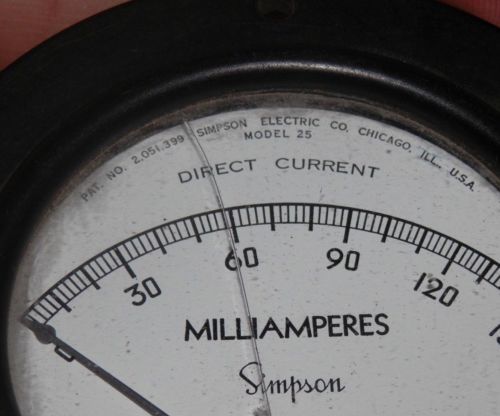 PAT. NO. 2,051,399 SIMPSON ELECTRIC CO. CHICAGO, ILL., U.S.A.
MODEL 25
DIRECT CURRENT
30 60 90 120
MILLIAMPERES
Simpson